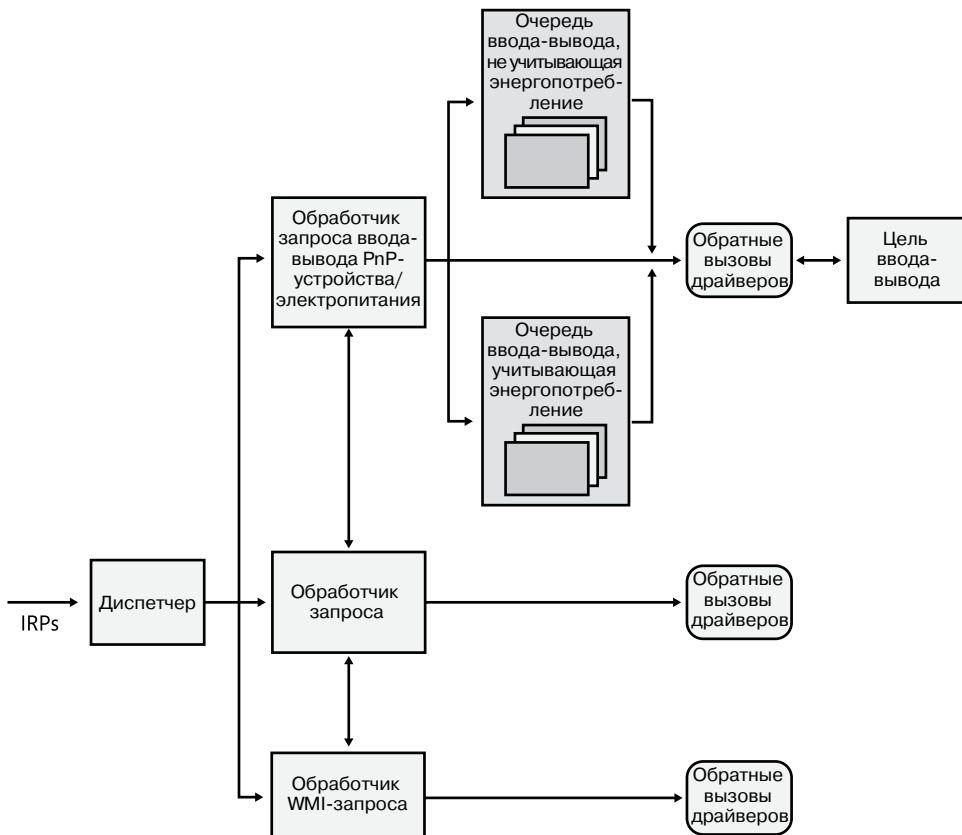 Очередь
ввода-вывода,
не учитывающая
энергопотреб-
ление
Обработчик
запроса ввода-
вывода PnP-
устройства/
электропитания
Обратные
вызовы
драйверов
Цель
ввода-
вывода
Очередь
ввода-вывода,
учитывающая
энергопотреб-
ление
IRPs
Диспетчер
Обработчик
запроса
Обратные
вызовы
драйверов
Обработчик
WMI-запроса
Обратные
вызовы
драйверов